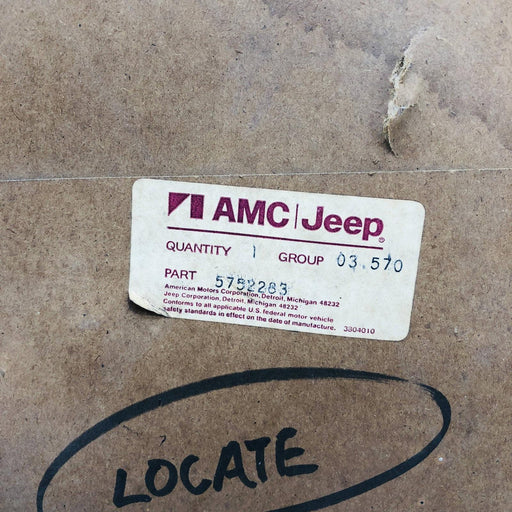 AMC|Jeep®
QUANTITY 1 GROUP 03.570
PART 5752283
American Motors Corporation, Detroit, Michigan 48232
Jeep Corporation, Detroit, Michigan 48232
Conforms to all applicable U.S. federal motor vehicle
safety standards in effect on the date of manufacture. 3804010
LOCATE